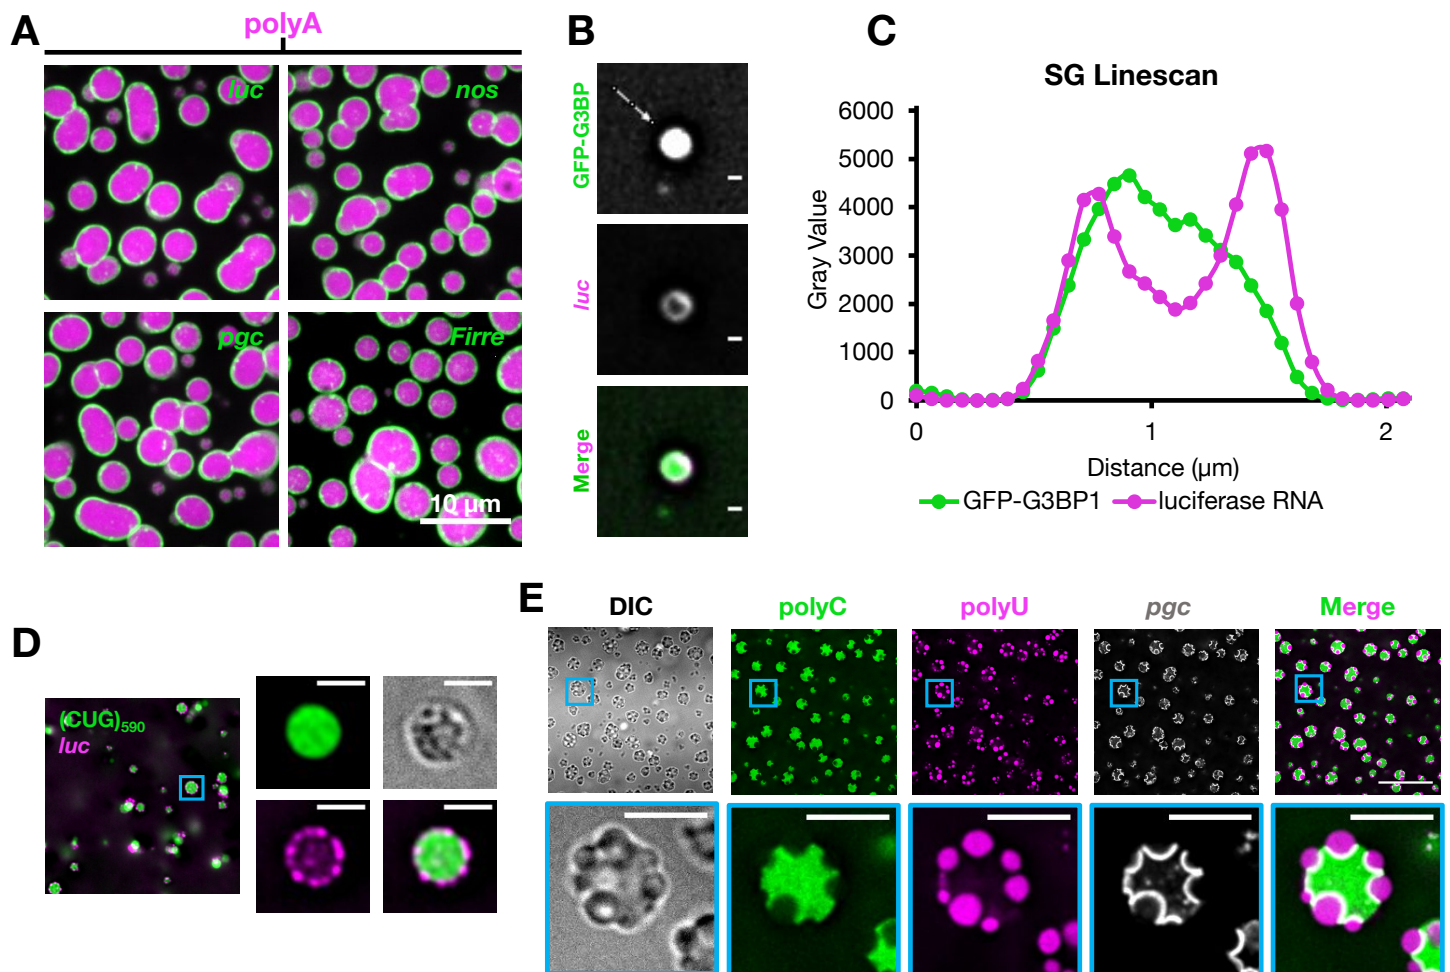 A
polyA
luc
nos
pgc
Firre
10 µm
B
GFP-G3BP
luc
Merge
C
SG Linescan
Gray Value
6000
5000
4000
3000
2000
1000
0
0 1 2
Distance (µm)
GFP-G3BP1 luciferase RNA
D
(CUG)590
luc
E
DIC polyC polyU pgc Merge